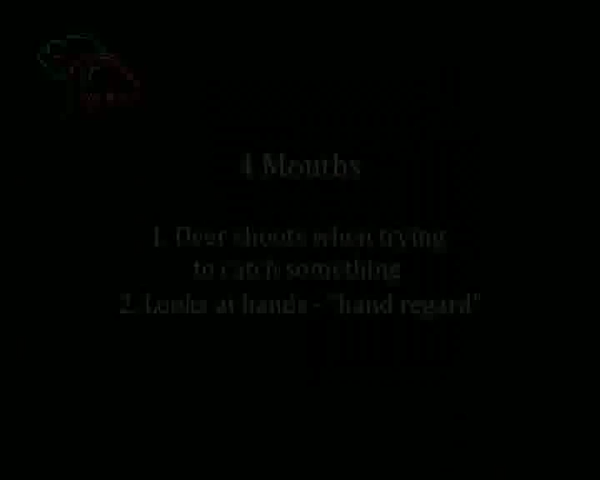 4 Months
1. Over shoots when trying
to catch something
2. Looks at hands - "hand regard"